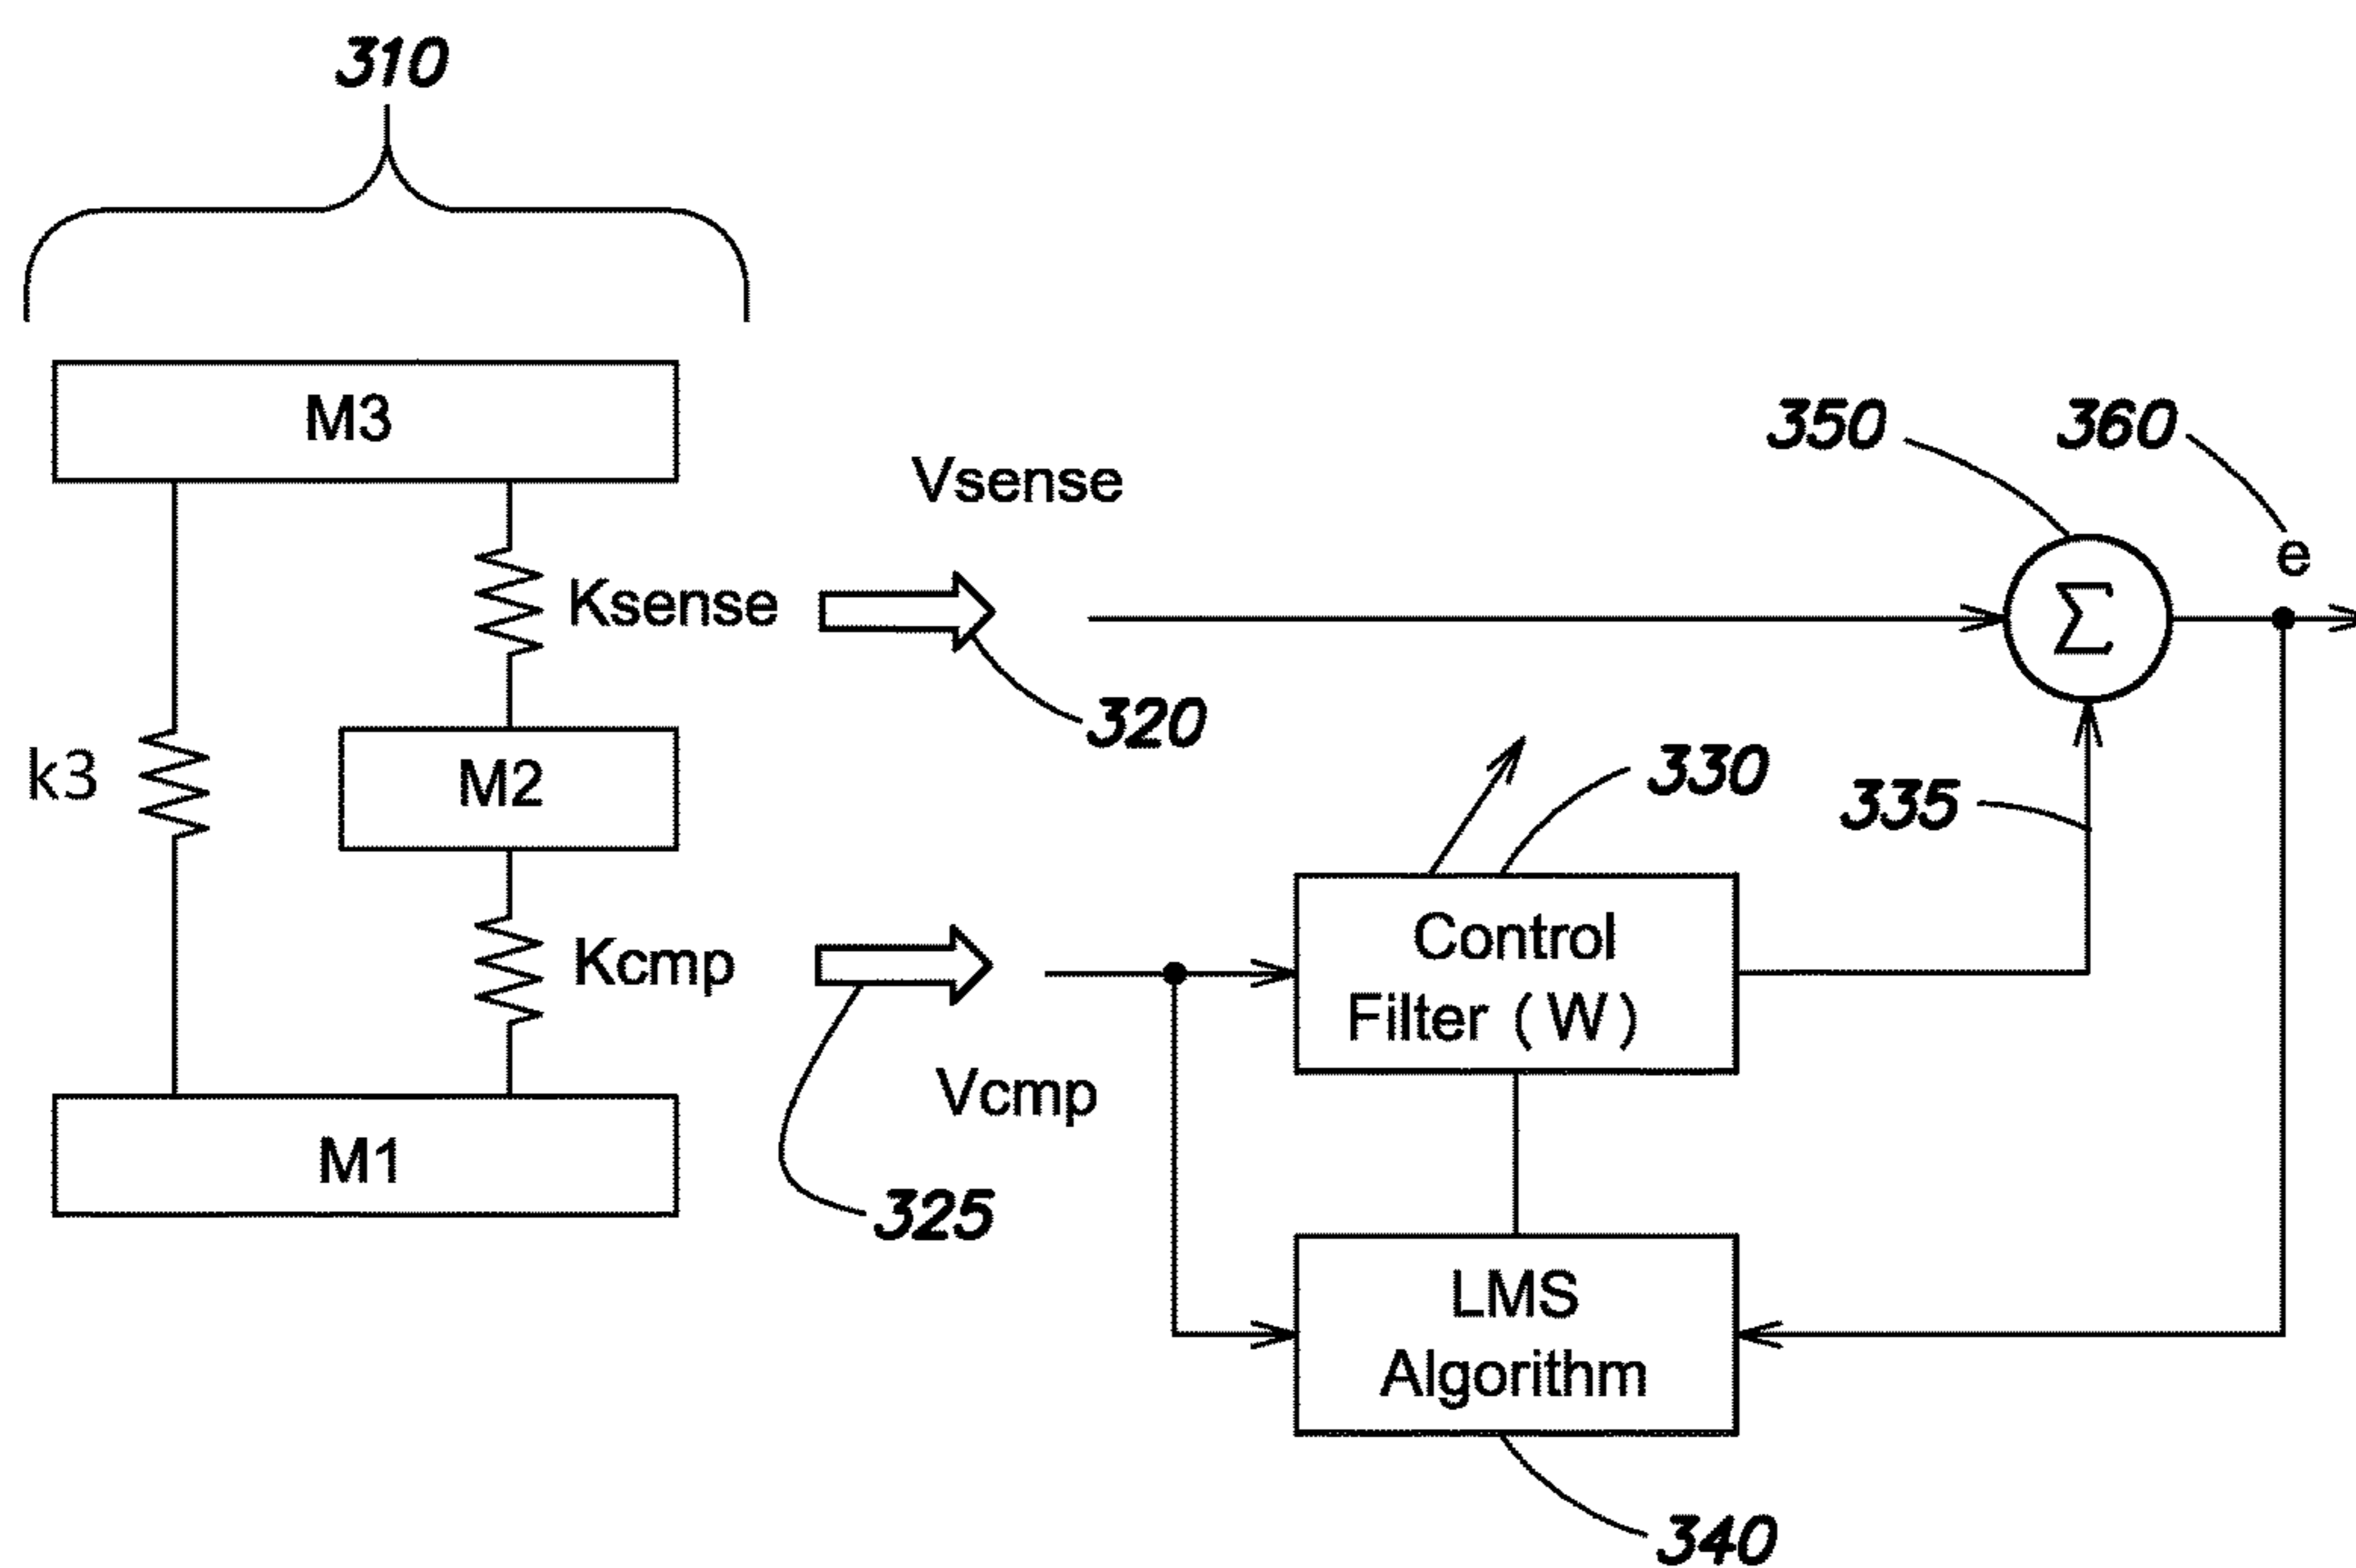 310
M3
350
360
Vsense
e
Σ
Ksense
320
k3
M2
330
335
Control
Filter (W)
Kcmp
Vcmp
M1
325
LMS
Algorithm
340